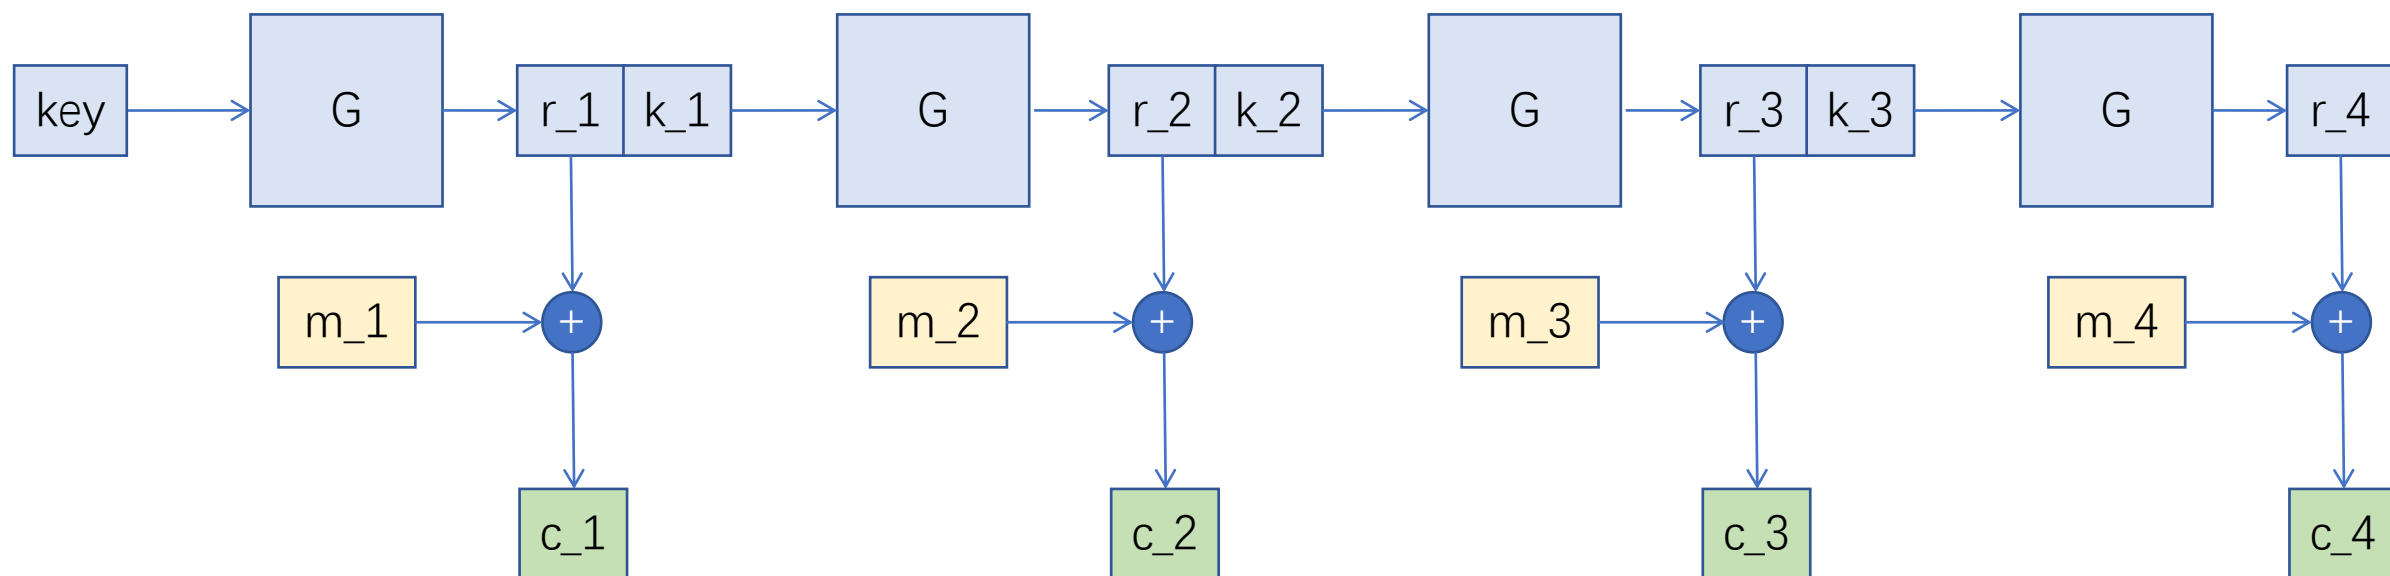 key G r_1 k_1 G r_2 k_2 G r_3 k_3 G r_4
m_1 + m_2 + m_3 + m_4 +
c_1 c_2 c_3 c_4